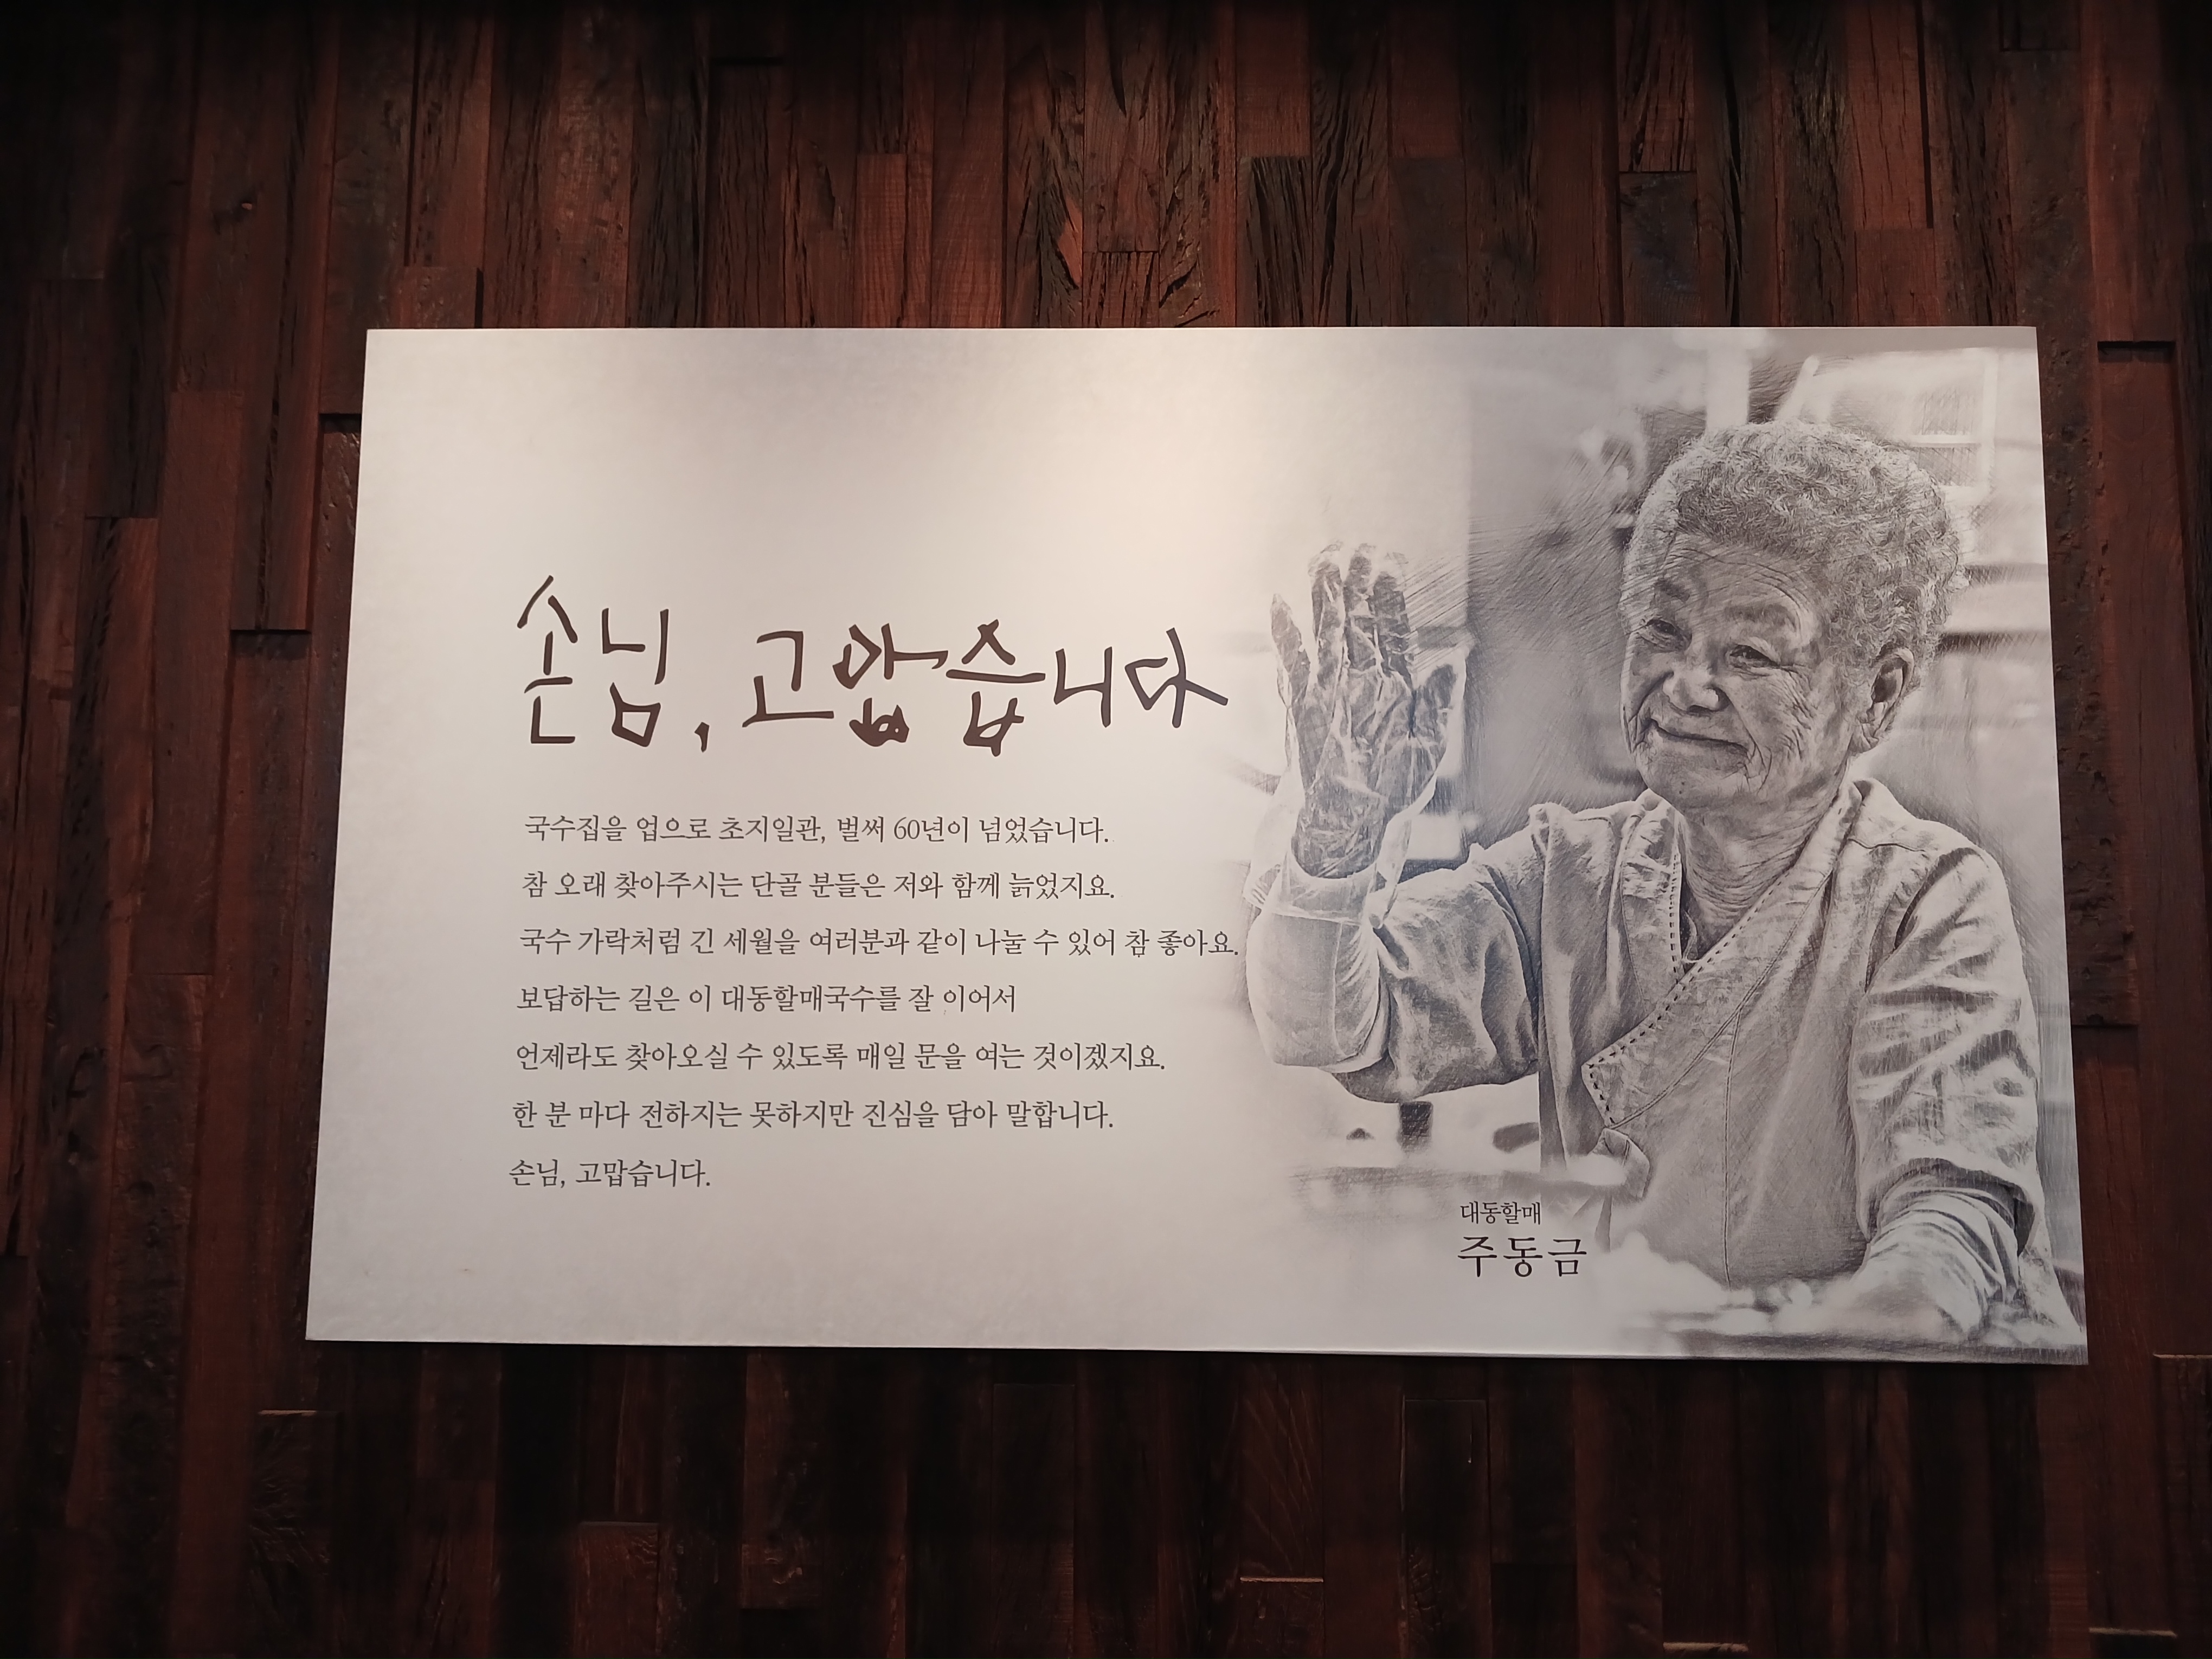 손님, 고맙습니다
국수집을 업으로 초지일관, 벌써 60년이 넘었습니다.
참 오래 찾아주시는 단골 분들은 저와 함께 늙었지요.
국수 가락처럼 긴 세월을 여러분과 같이 나눌 수 있어 참 좋아요.
보답하는 길은 이 대동할매국수를 잘 이어서
언제라도 찾아오실 수 있도록 매일 문을 여는 것이겠지요.
한 분 마다 전하지는 못하지만 진심을 담아 말합니다.
손님, 고맙습니다.
대동할매
주동금